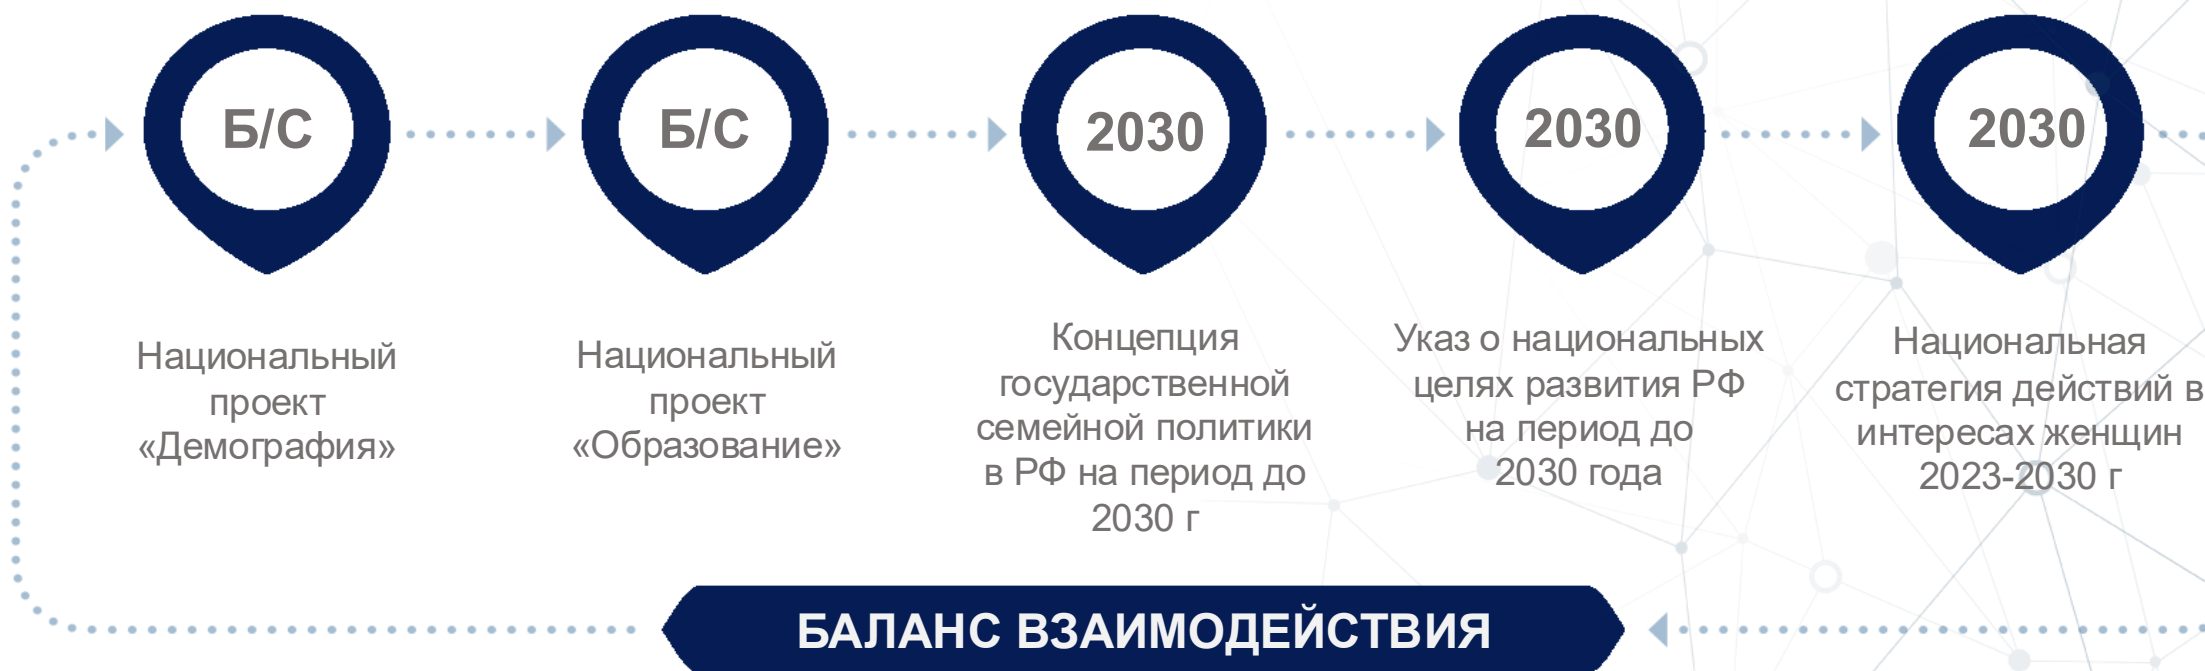 Б/С
Национальный
проект
«Демография»
Б/С
Национальный
проект
«Образование»
2030
Концепция
государственной
семейной политики
в РФ на период до
2030 г
2030
Указ о национальных
целях развития РФ
на период до
2030 года
2030
Национальная
стратегия действий в
интересах женщин
2023-2030 г
БАЛАНС ВЗАИМОДЕЙСТВИЯ